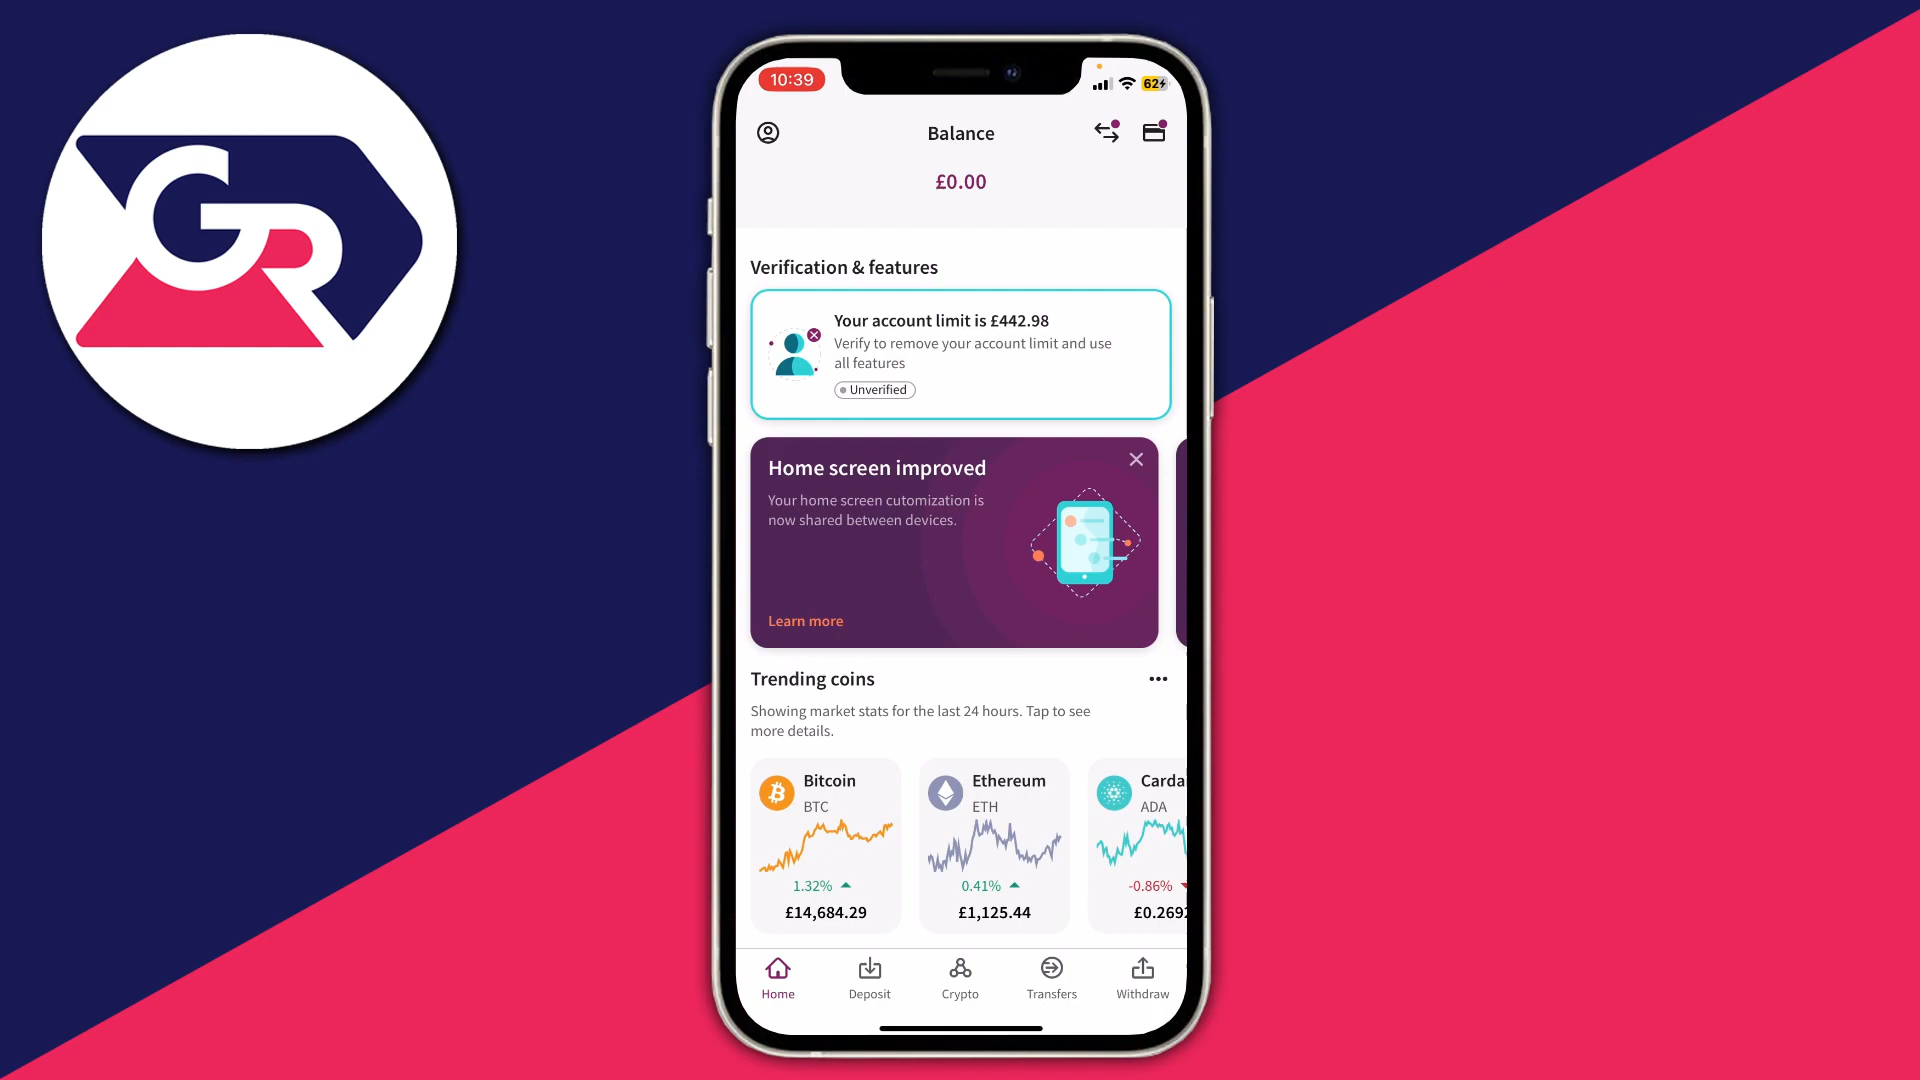 GR
10:39
62
Balance
£0.00
Verification & features
Your account limit is £442.98
Verify to remove your account limit and use
all features
Unverified
Home screen improved
Your home screen cutomization is
now shared between devices.
Learn more
Trending coins
Showing market stats for the last 24 hours. Tap to see
more details.
Bitcoin
BTC
1.32%
£14,684.29
Ethereum
ETH
0.41%
£1,125.44
Carda
ADA
-0.86%
£0.2692
Home
Deposit
Crypto
Transfers
Withdraw